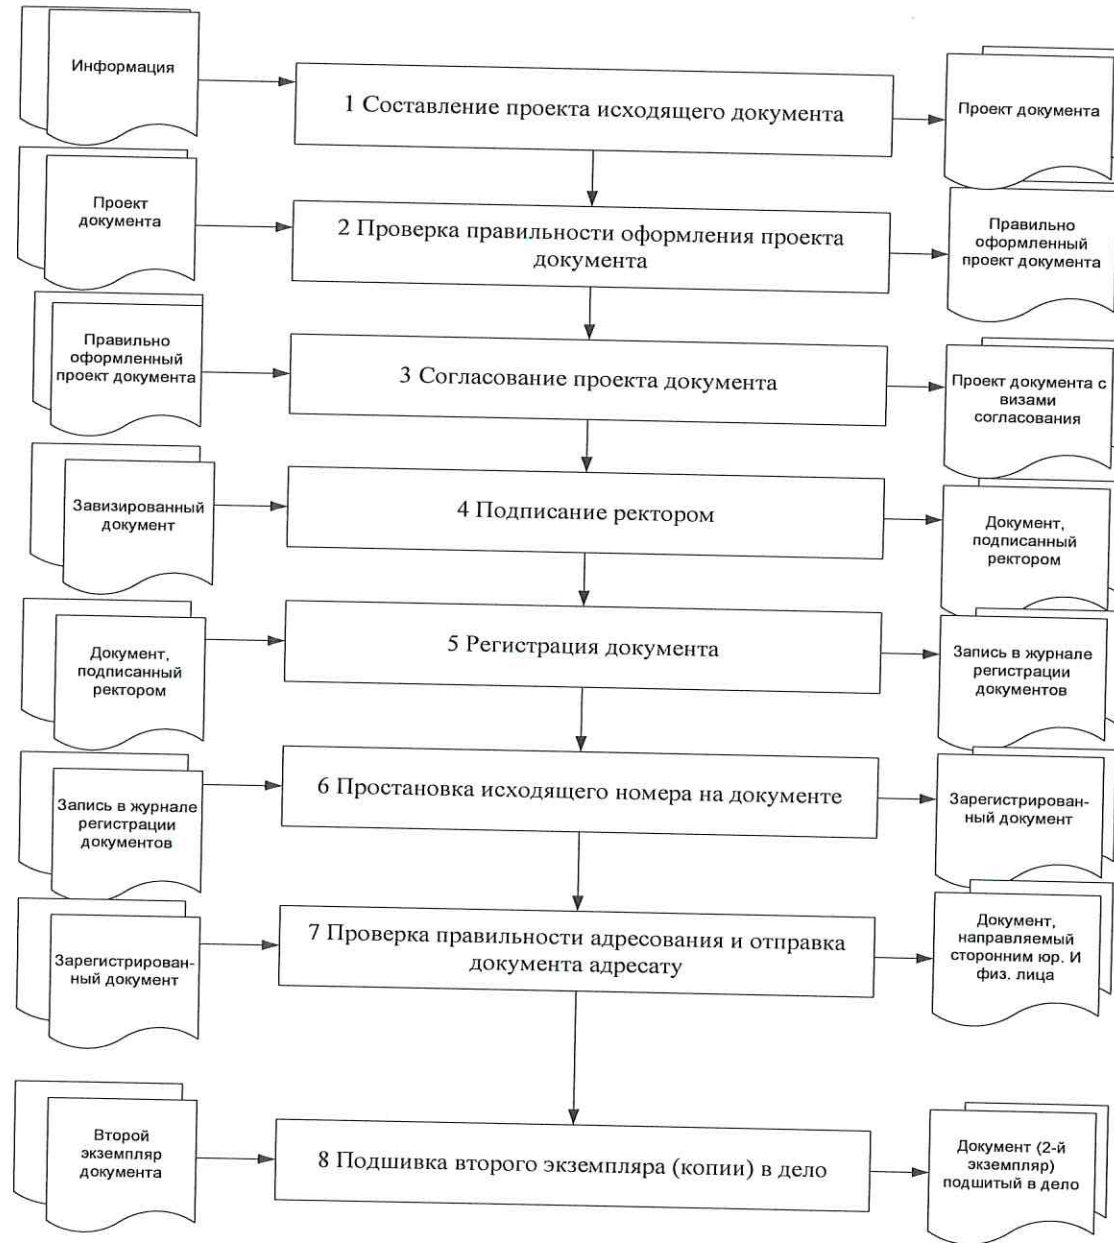 Информация
1 Составление проекта исходящего документа
Проект документа
Проект
документа
2 Проверка правильности оформления проекта
документа
Правильно
оформленный
проект документа
Правильно
оформленный
проект документа
3 Согласование проекта документа
Проект документа с
визами
согласования
Завизированный
документ
4 Подписание ректором
Документ,
подписанный
ректором
Документ,
подписанный
ректором
5 Регистрация документа
Запись в журнале
регистрации
документов
Запись в журнале
регистрации
документов
6 Простановка исходящего номера на документе
Зарегистрирован-
ный документ
Зарегистрирован-
ный документ
7 Проверка правильности адресования и отправка
документа адресату
Документ,
направляемый
сторонним юр. И
физ. лица
Второй
экземпляр
документа
8 Подшивка второго экземпляра (копии) в дело
Документ (2-й
экземпляр)
подшитый в дело